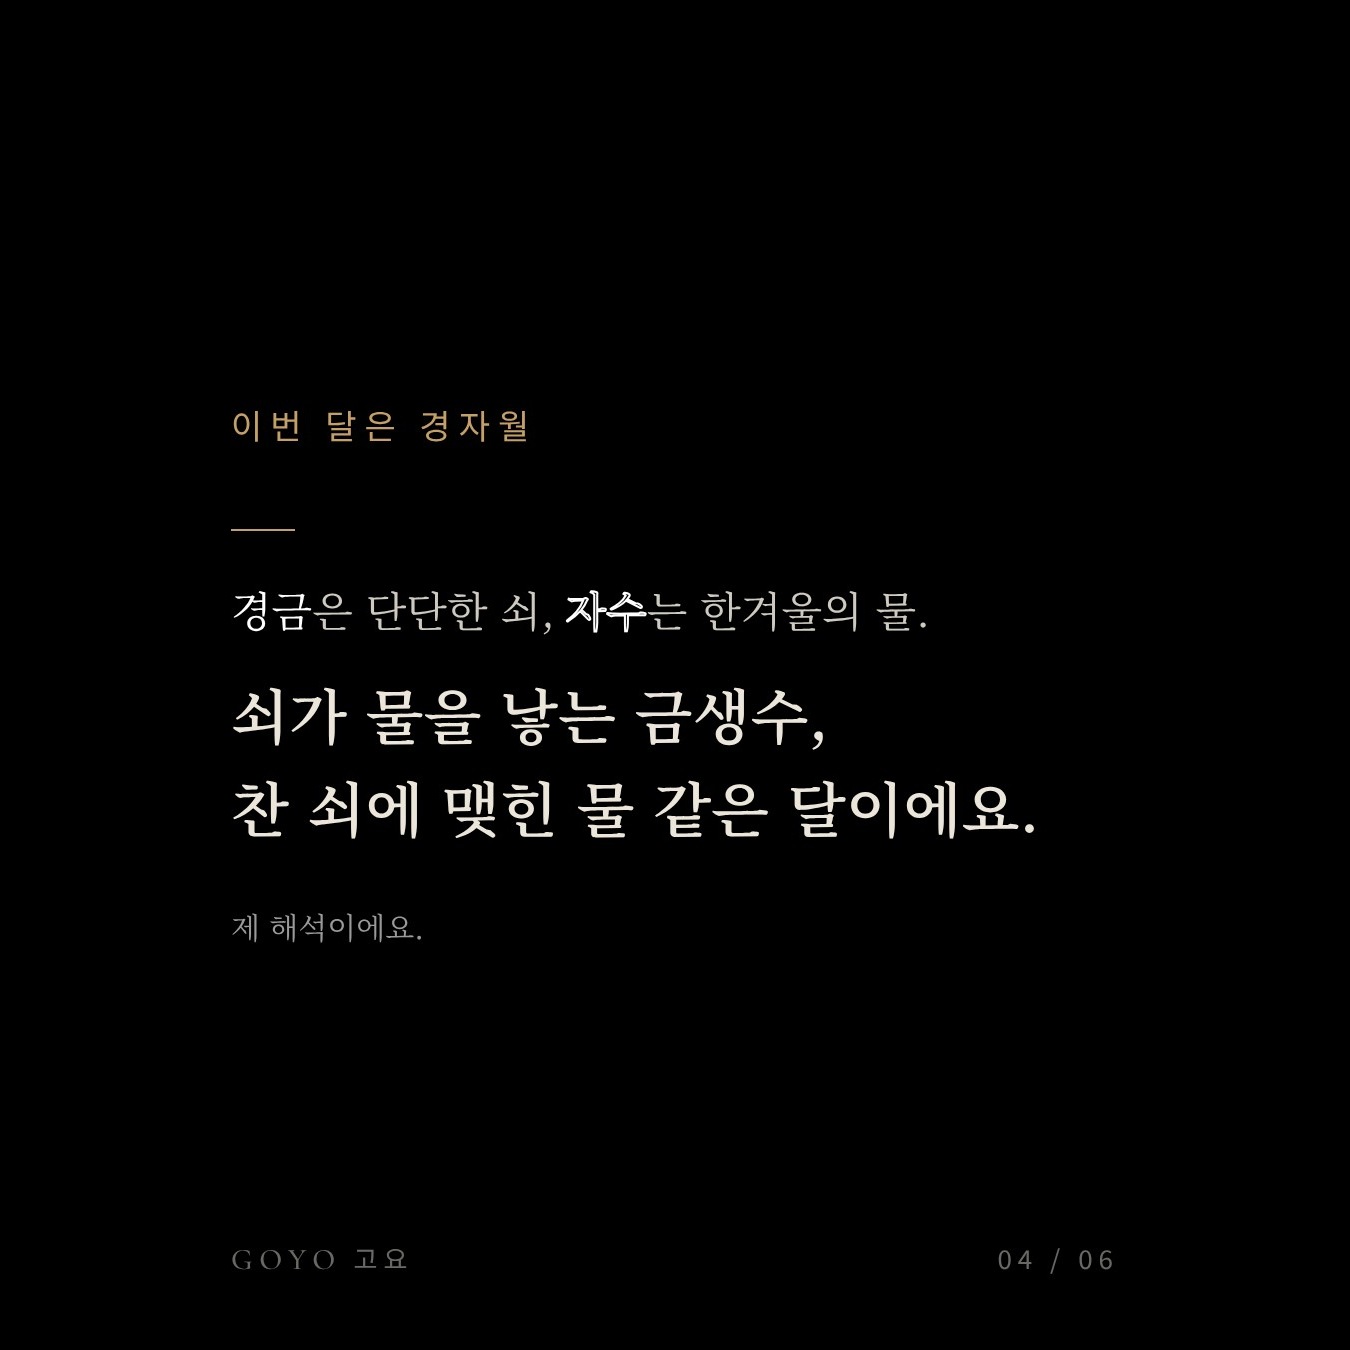 이번 달은 경자월
경금은 단단한 쇠, 자수는 한겨울의 물.
쇠가 물을 낳는 금생수,
찬 쇠에 맺힌 물 같은 달이에요.
제 해석이에요.
GOYO 고요
04 / 06